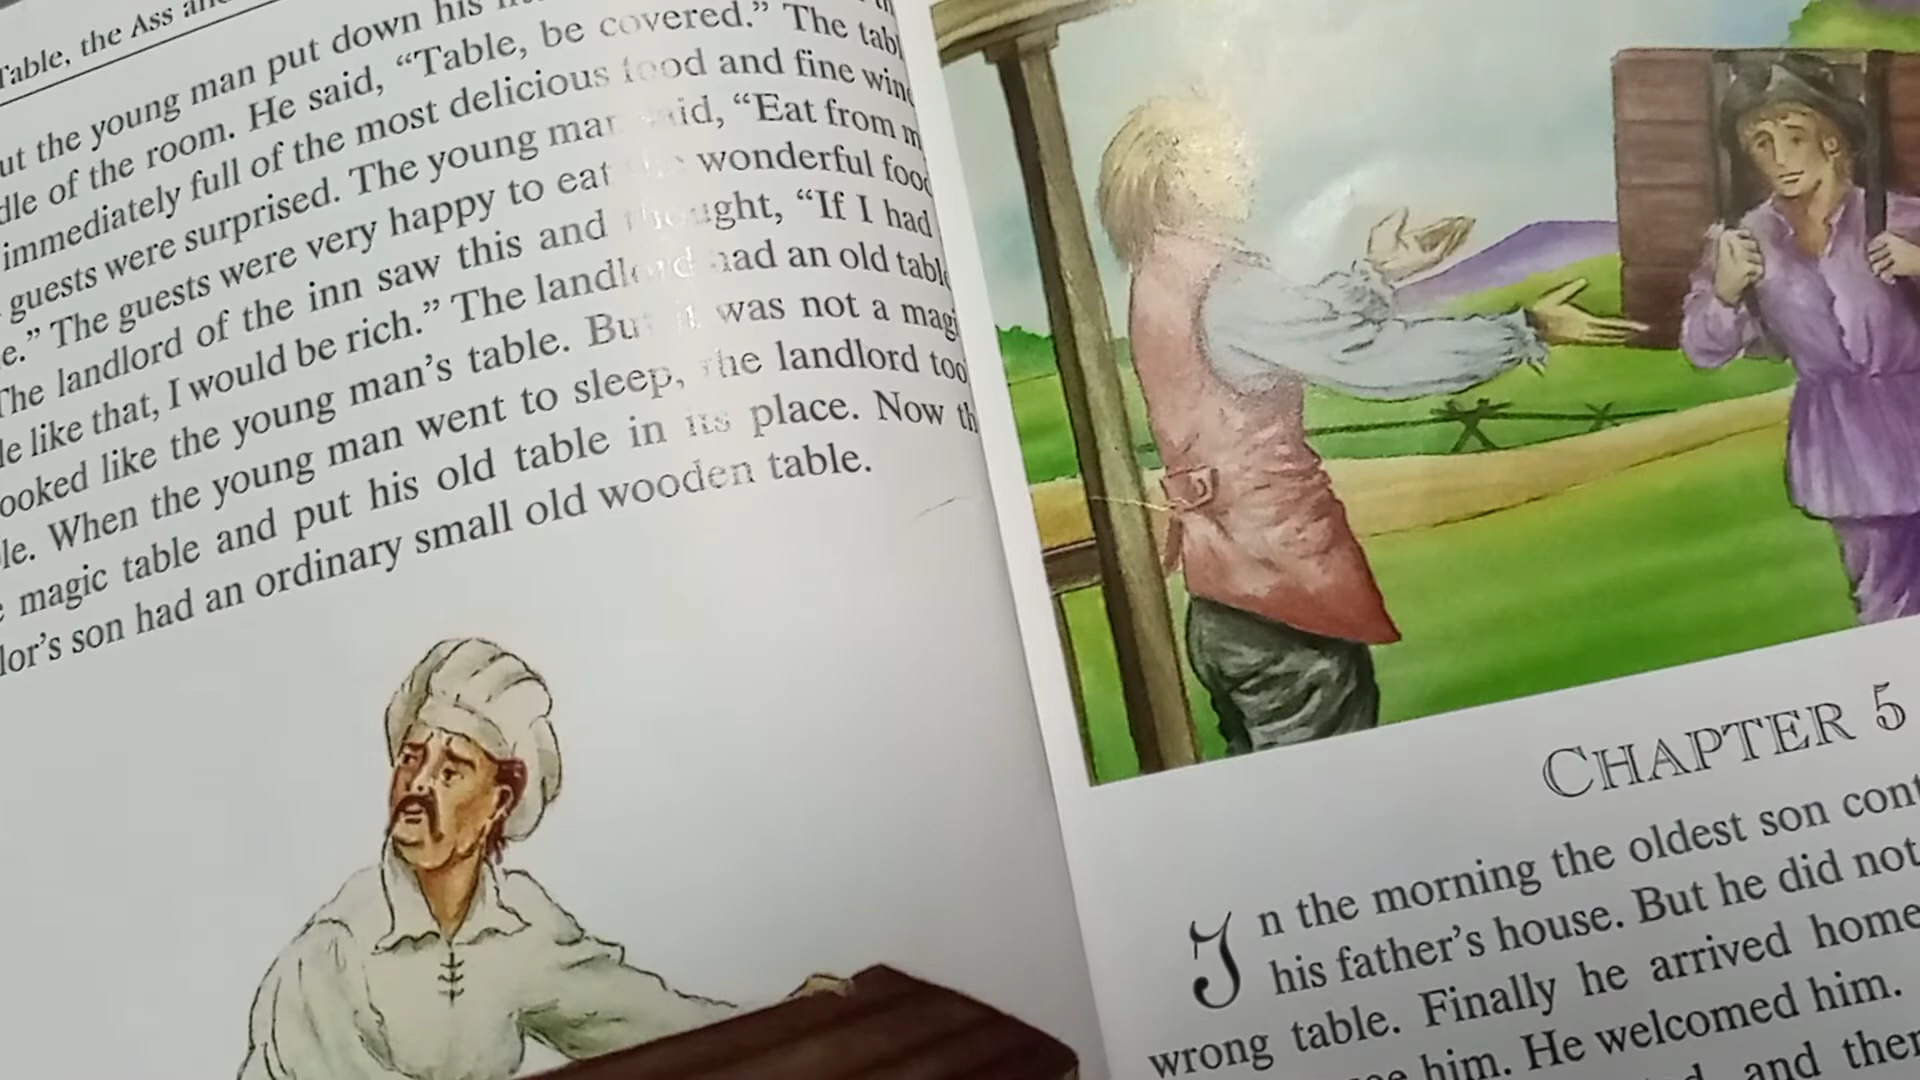 Table, the Ass an
ut the young man put down his
dle of the room. He said, “Table, be covered.” The tabl
immediately full of the most delicious food and fine wine
guests were surprised. The young man said, “Eat from m
e.” The guests were very happy to eat the wonderful food
The landlord of the inn saw this and thought, “If I had
le like that, I would be rich.” The landlord had an old table
ooked like the young man’s table. But it was not a magi
le. When the young man went to sleep, the landlord too
magic table and put his old table in its place. Now th
lor’s son had an ordinary small old wooden table.
CHAPTER 5
In the morning the oldest son cont
his father’s house. But he did not
wrong table. Finally he arrived home
him. He welcomed him.
and then